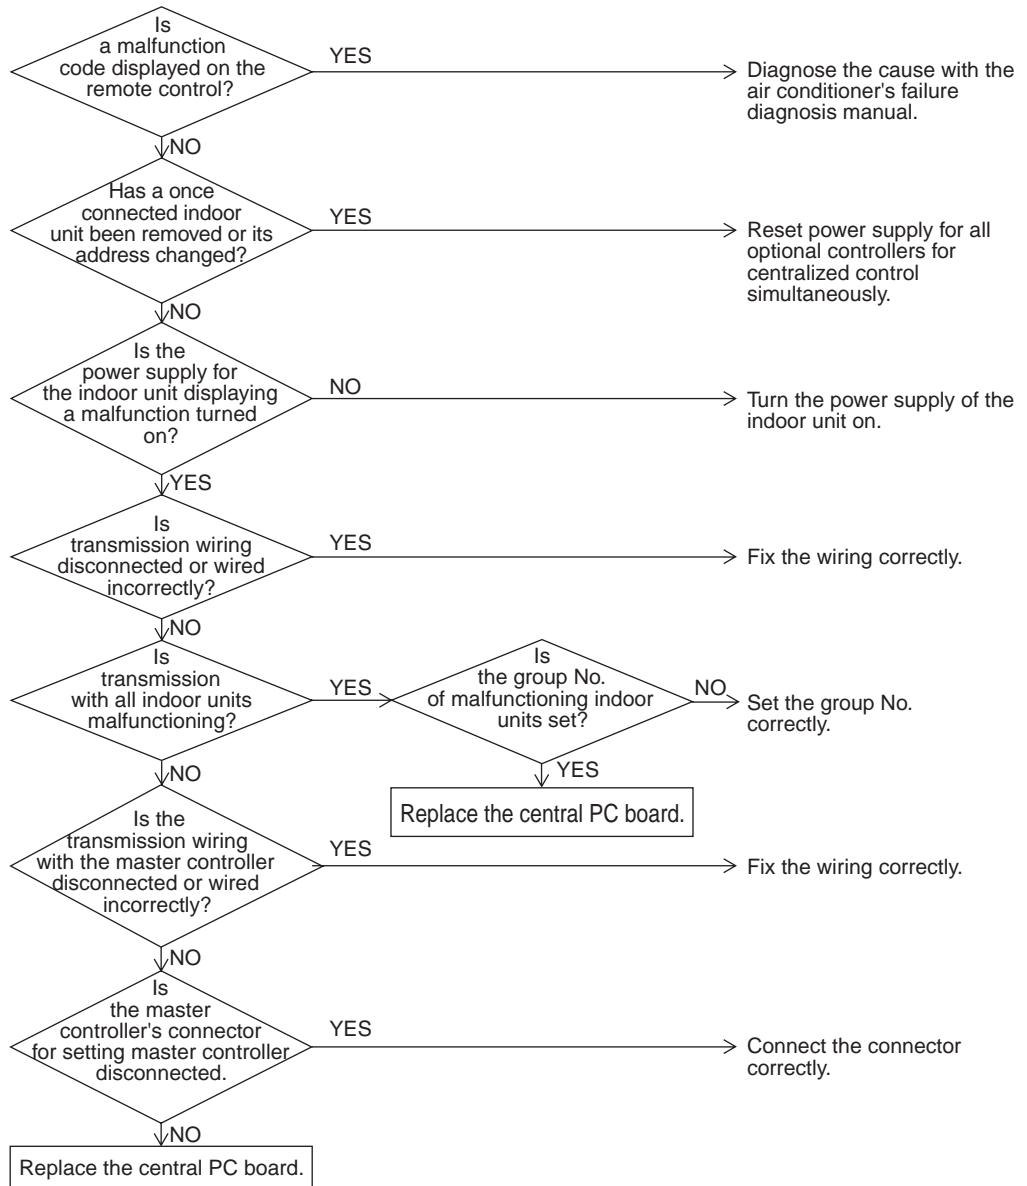 Is
a malfunction
code displayed on the
remote control?
YES
Diagnose the cause with the
air conditioner's failure
diagnosis manual.
NO
Has a once
connected indoor
unit been removed or its
address changed?
YES
Reset power supply for all
optional controllers for
centralized control
simultaneously.
NO
Is the
power supply for
the indoor unit displaying
a malfunction turned
on?
NO
Turn the power supply of the
indoor unit on.
YES
Is
transmission wiring
disconnected or wired
incorrectly?
YES
Fix the wiring correctly.
NO
Is
transmission
with all indoor units
malfunctioning?
YES
Is
the group No.
of malfunctioning indoor
units set?
NO
Set the group No.
correctly.
YES
Replace the central PC board.
NO
Is the
transmission wiring
with the master controller
disconnected or wired
incorrectly?
YES
Fix the wiring correctly.
NO
Is
the master
controller's connector
for setting master controller
disconnected.
YES
Connect the connector
correctly.
NO
Replace the central PC board.